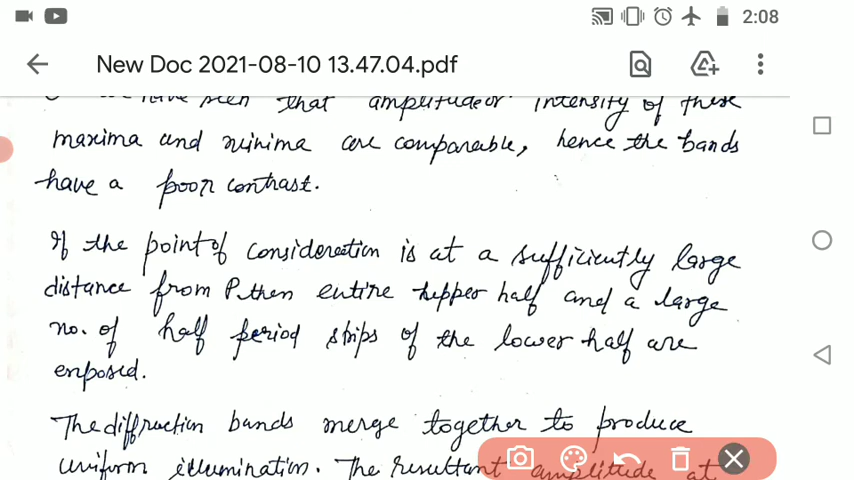 2:08
New Doc 2021-08-10 13.47.04.pdf
have seen that amplitude or intensity of these
maxima and minima are comparable, hence the bands
have a poor contrast.
If the point of consideration is at a sufficiently large
distance from P. then entire upper half and a large
no. of half period strips of the lower half are
exposed.
The diffraction bands merge together to produce
uniform illumination. The resultant amplitude at